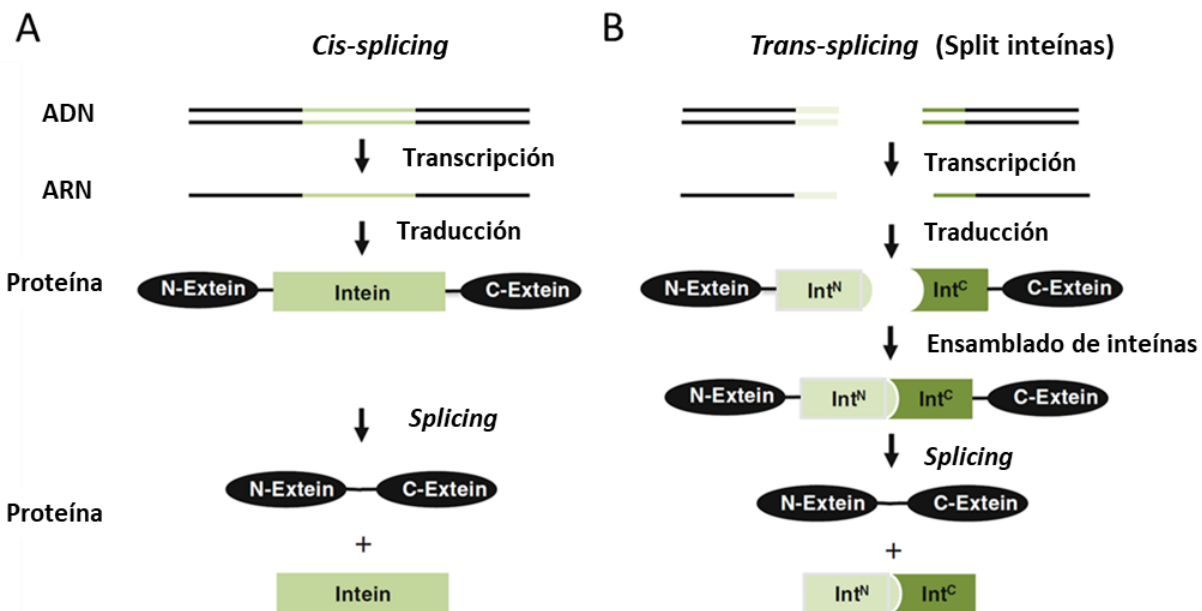 A
Cis-splicing
ADN
Transcripción
ARN
Traducción
Proteína
N-Extein
Intein
C-Extein
Splicing
Proteína
N-Extein
C-Extein
+
Intein
B
Trans-splicing (Split inteínas)
Transcripción
Traducción
N-Extein
IntN
IntC
C-Extein
Ensamblado de inteínas
N-Extein
IntN
IntC
C-Extein
Splicing
N-Extein
C-Extein
+
IntN
IntC